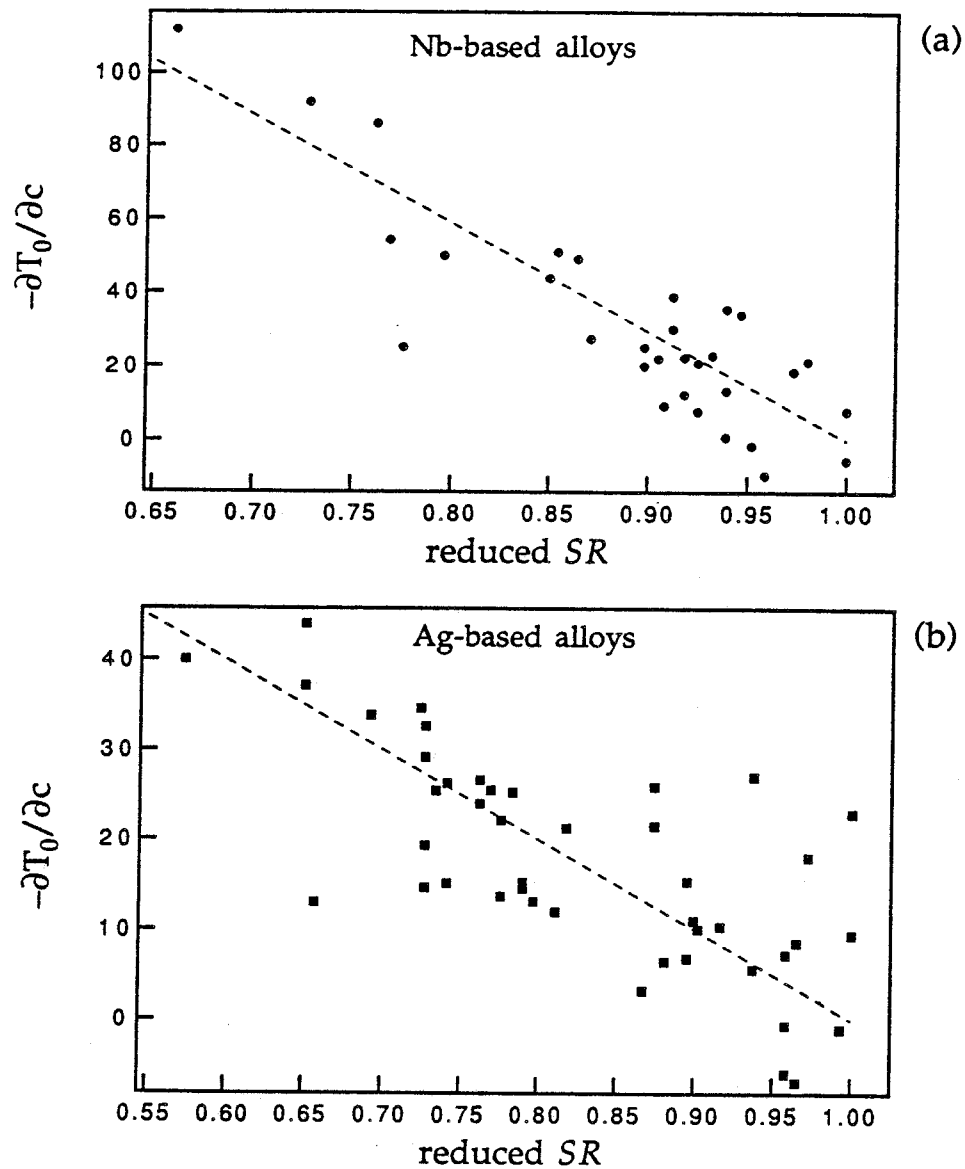 Nb-based alloys
(a)
100
80
60
40
20
0
−∂T₀/∂c
0.65 0.70 0.75 0.80 0.85 0.90 0.95 1.00
reduced SR
Ag-based alloys
(b)
40
30
20
10
0
−∂T₀/∂c
0.55 0.60 0.65 0.70 0.75 0.80 0.85 0.90 0.95 1.00
reduced SR